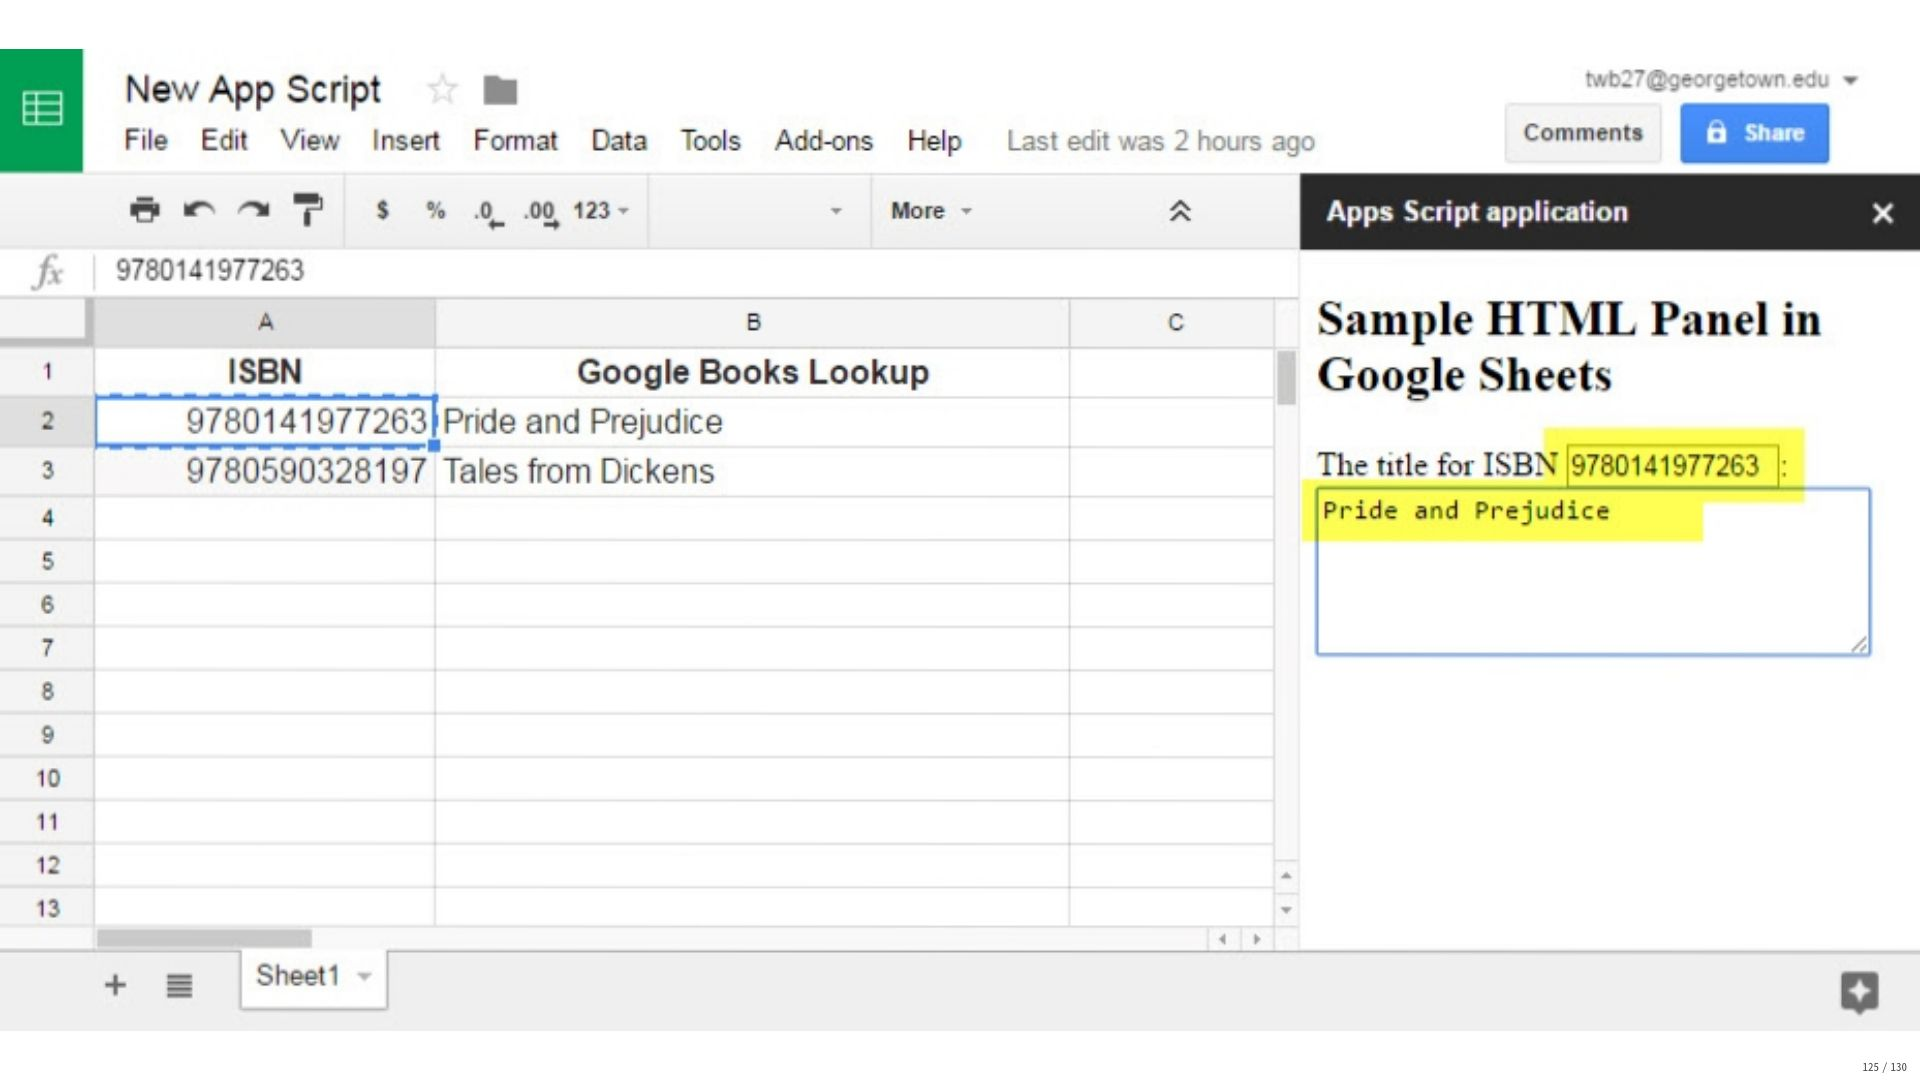 New App Script
twb27@georgetown.edu
File Edit View Insert Format Data Tools Add-ons Help Last edit was 2 hours ago
Comments Share
$ % .0 .00 123 More
Apps Script application
fx 9780141977263
A B C
1 ISBN Google Books Lookup
2 9780141977263 Pride and Prejudice
3 9780590328197 Tales from Dickens
4
5
6
7
8
9
10
11
12
13
Sample HTML Panel in
Google Sheets
The title for ISBN 9780141977263 :
Pride and Prejudice
Sheet1
125 / 130